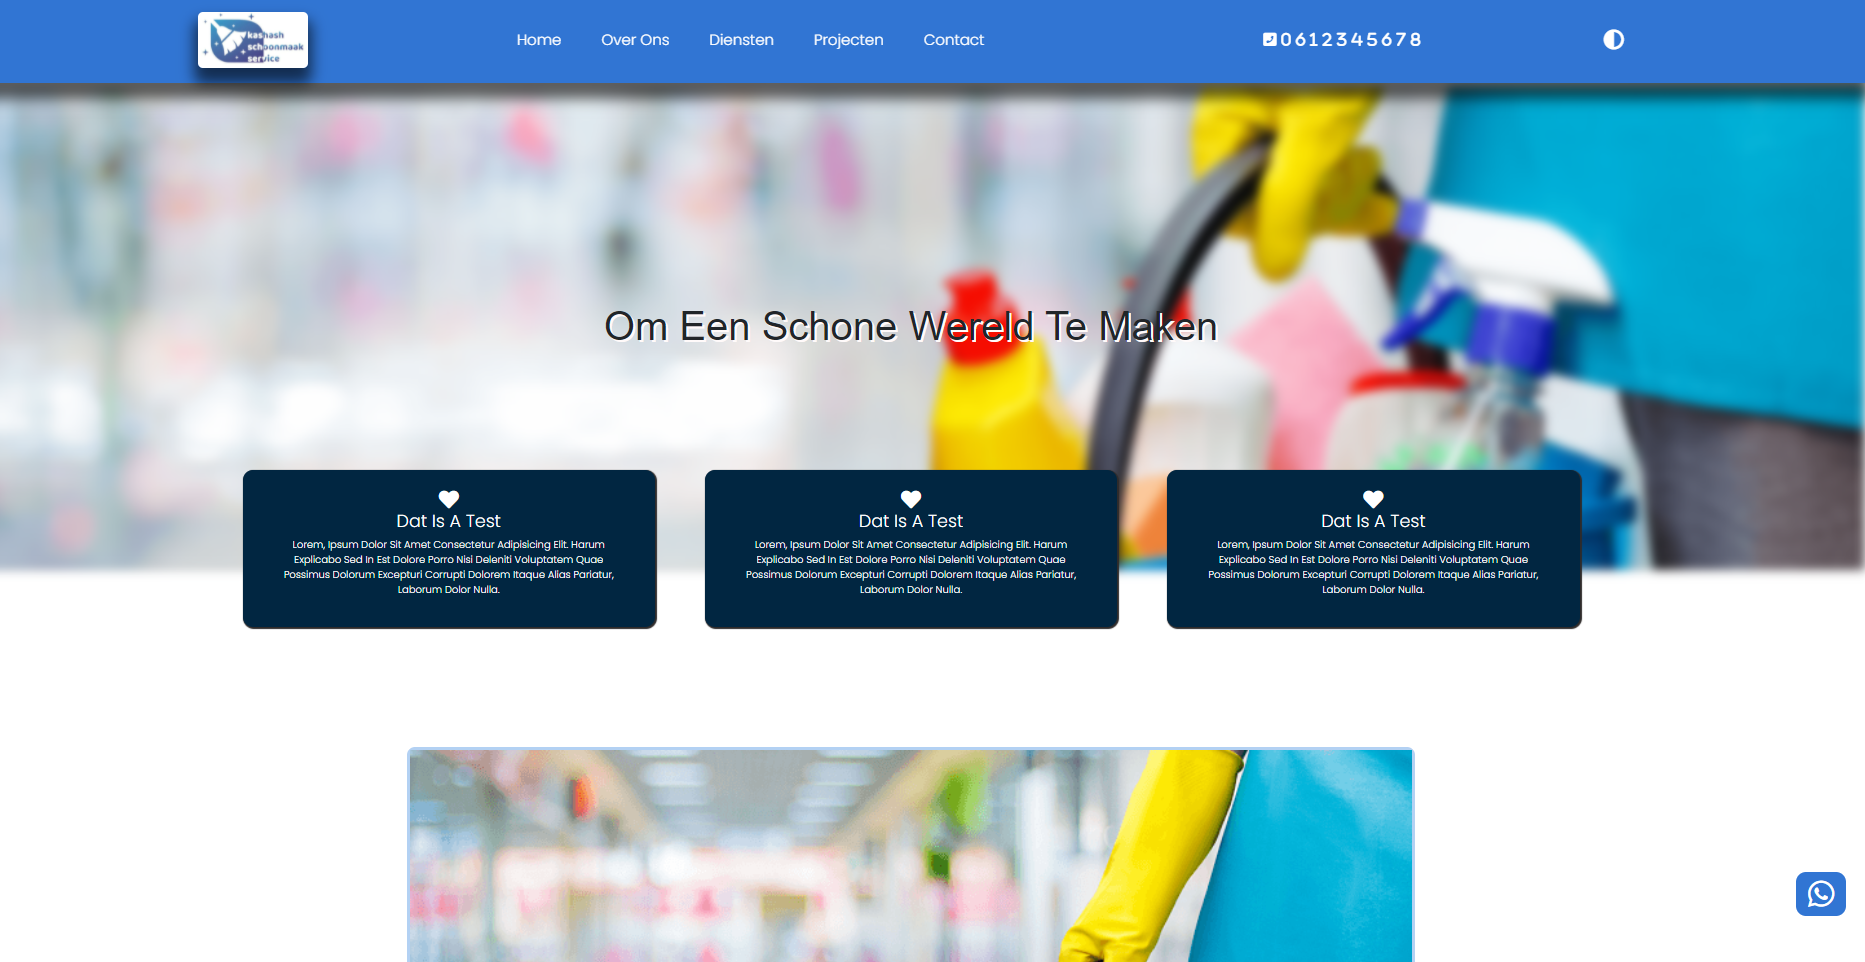 kashash
schoonmaak
service
Home
Over Ons
Diensten
Projecten
Contact
0612345678
Om Een Schone Wereld Te Maken
Dat Is A Test
Lorem, Ipsum Dolor Sit Amet Consectetur Adipisicing Elit. Harum
Explicabo Sed In Est Dolore Porro Nisi Deleniti Voluptatem Quae
Possimus Dolorum Excepturi Corrupti Dolorem Itaque Alias Pariatur,
Laborum Dolor Nulla.
Dat Is A Test
Lorem, Ipsum Dolor Sit Amet Consectetur Adipisicing Elit. Harum
Explicabo Sed In Est Dolore Porro Nisi Deleniti Voluptatem Quae
Possimus Dolorum Excepturi Corrupti Dolorem Itaque Alias Pariatur,
Laborum Dolor Nulla.
Dat Is A Test
Lorem, Ipsum Dolor Sit Amet Consectetur Adipisicing Elit. Harum
Explicabo Sed In Est Dolore Porro Nisi Deleniti Voluptatem Quae
Possimus Dolorum Excepturi Corrupti Dolorem Itaque Alias Pariatur,
Laborum Dolor Nulla.